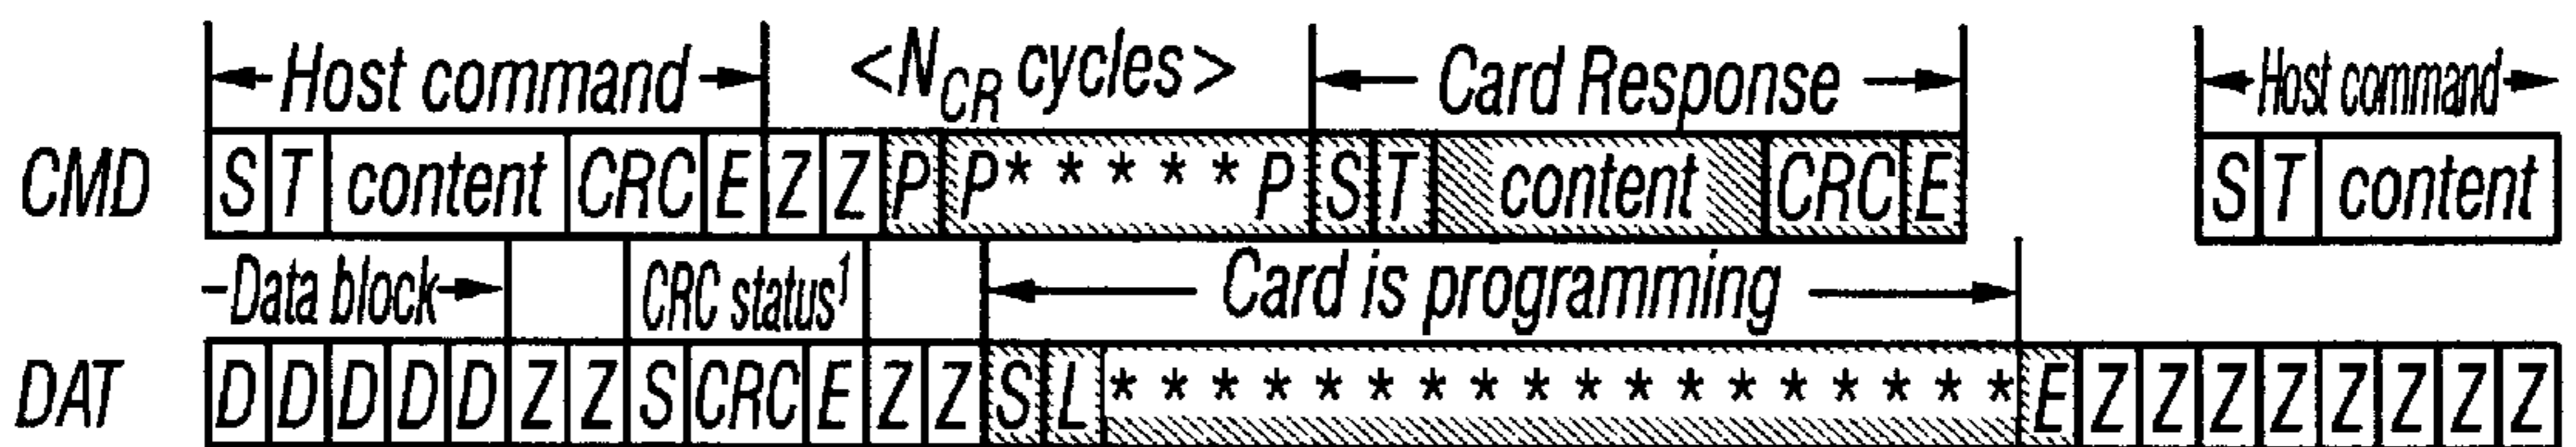 Host command <N_CR cycles> Card Response Host command
CMD S T content CRC E Z Z P P* * * * * P S T content CRC E S T content
Data block CRC status¹ Card is programming
DAT D D D D D Z Z S CRC E Z Z S L * * * * * * * * * * * * * * * * * * E Z Z Z Z Z Z Z Z